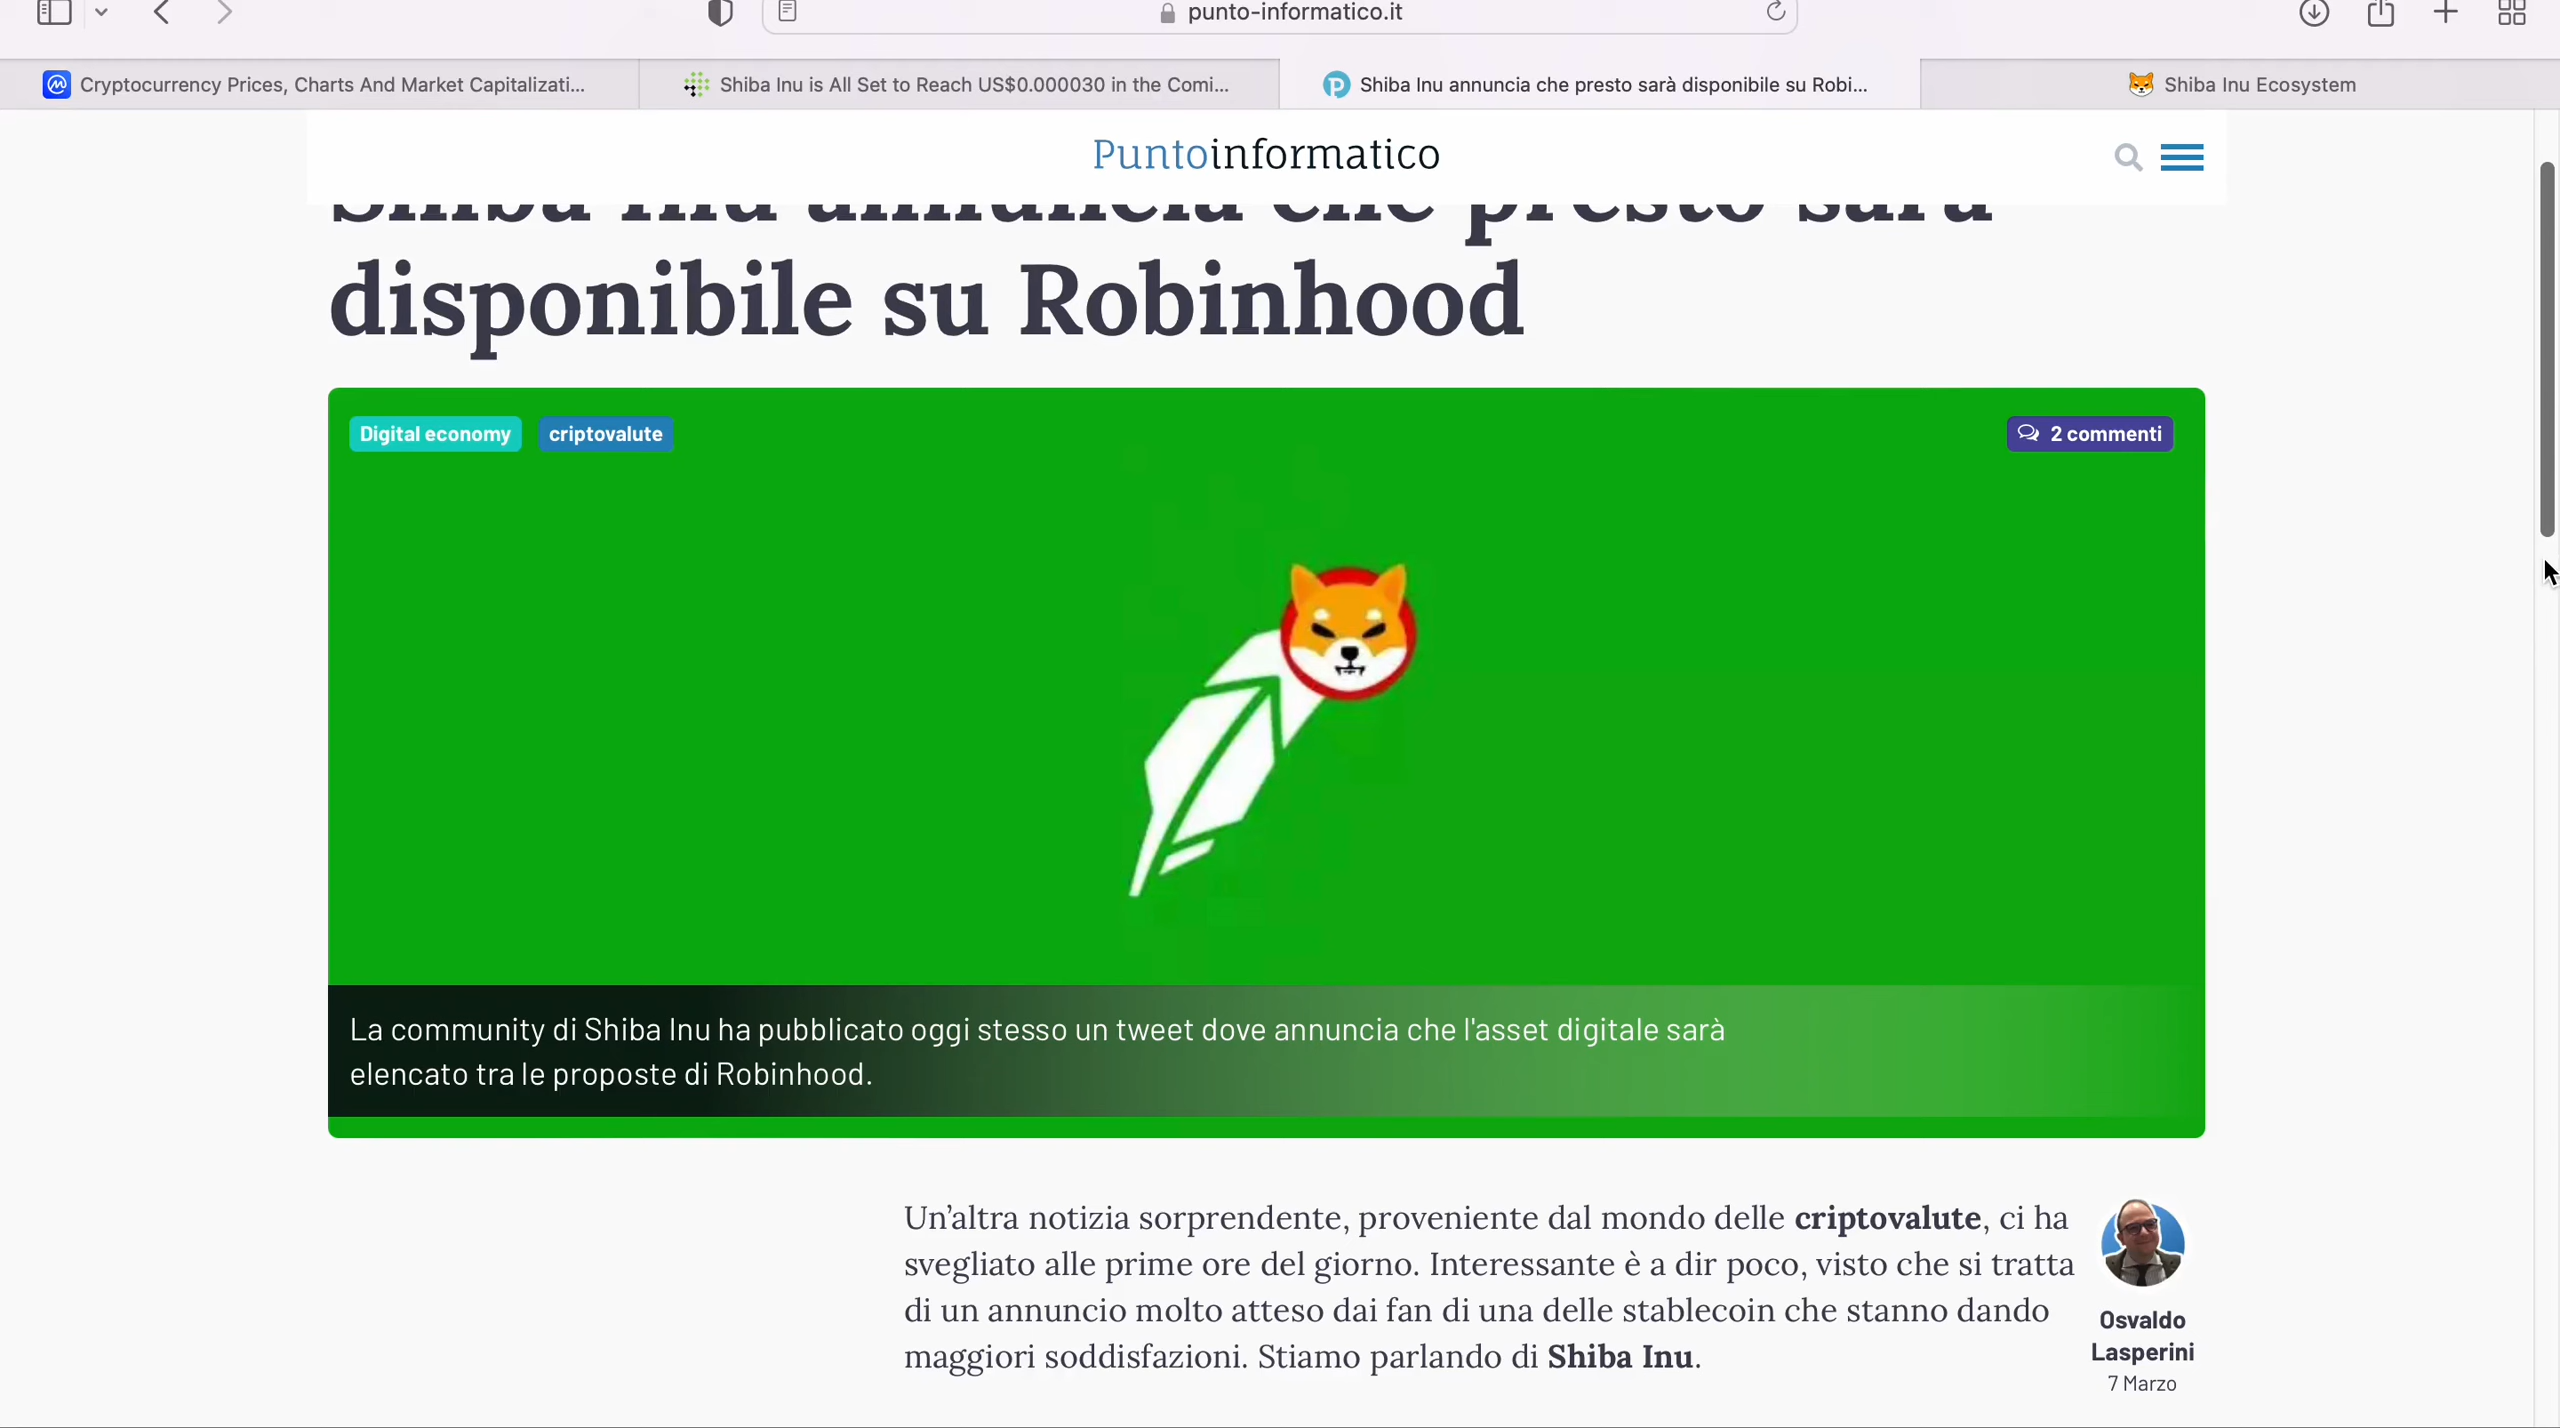 punto-informatico.it
Cryptocurrency Prices, Charts And Market Capitalizati...
Shiba Inu is All Set to Reach US$0.000030 in the Comi...
Shiba Inu annuncia che presto sarà disponibile su Robi...
Shiba Inu Ecosystem
Puntoinformatico
Shiba Inu annuncia che presto sarà
disponibile su Robinhood
Digital economy
criptovalute
2 commenti
La community di Shiba Inu ha pubblicato oggi stesso un tweet dove annuncia che l'asset digitale sarà
elencato tra le proposte di Robinhood.
Un’altra notizia sorprendente, proveniente dal mondo delle criptovalute, ci ha
svegliato alle prime ore del giorno. Interessante è a dir poco, visto che si tratta
di un annuncio molto atteso dai fan di una delle stablecoin che stanno dando
maggiori soddisfazioni. Stiamo parlando di Shiba Inu.
Osvaldo
Lasperini
7 Marzo